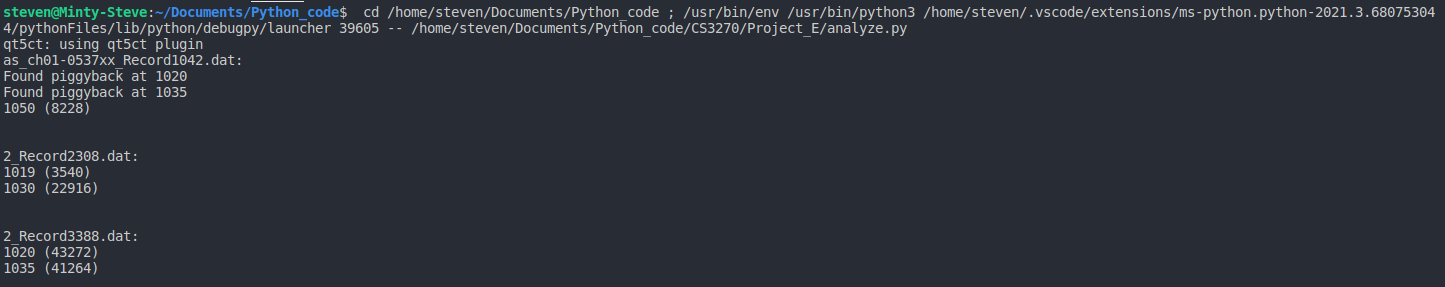 steven@Minty-Steve:~/Documents/Python_code$  cd /home/steven/Documents/Python_code ; /usr/bin/env /usr/bin/python3 /home/steven/.vscode/extensions/ms-python.python-2021.3.68075304
4/pythonFiles/lib/python/debugpy/launcher 39605 -- /home/steven/Documents/Python_code/CS3270/Project_E/analyze.py
qt5ct: using qt5ct plugin
as_ch01-0537xx_Record1042.dat:
Found piggyback at 1020
Found piggyback at 1035
1050 (8228)
2_Record2308.dat:
1019 (3540)
1030 (22916)
2_Record3388.dat:
1020 (43272)
1035 (41264)